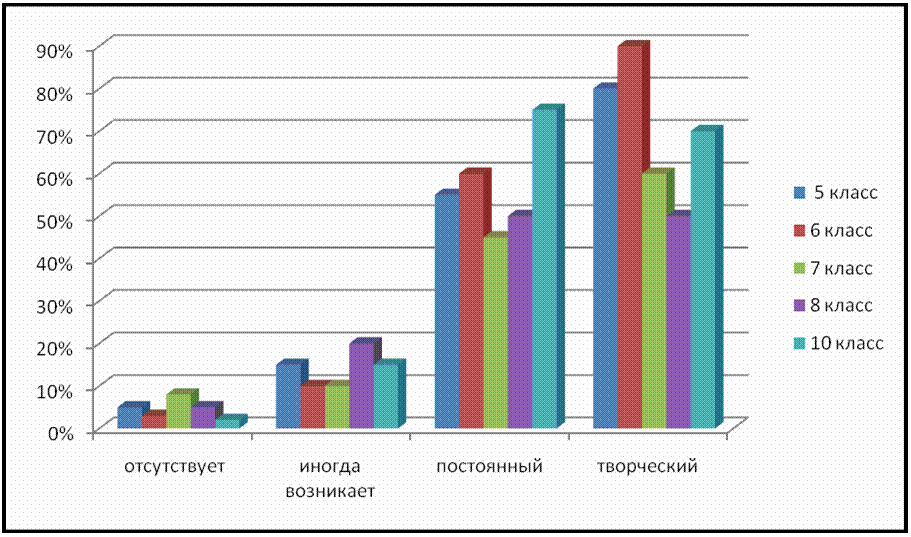 90%
80%
70%
60%
50%
40%
30%
20%
10%
0%
отсутствует
иногда
возникает
постоянный
творческий
5 класс
6 класс
7 класс
8 класс
10 класс